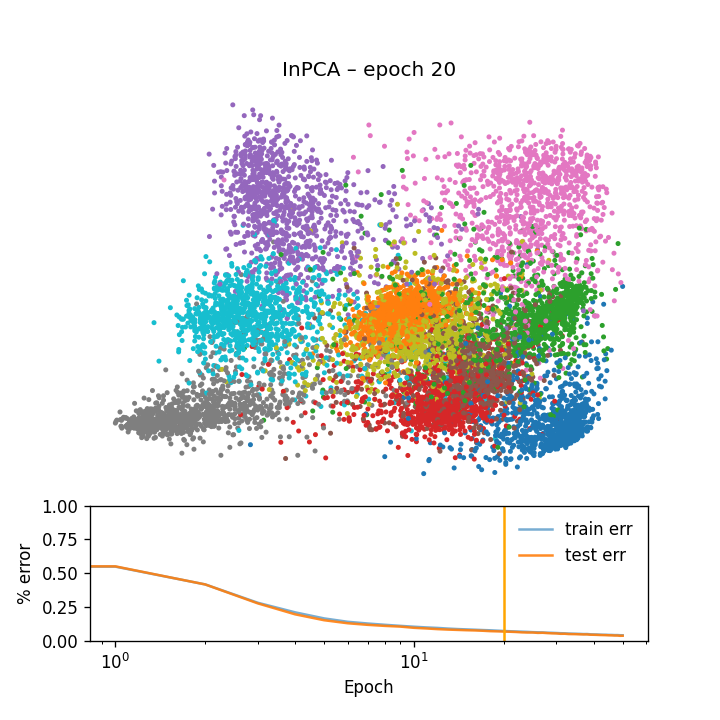 InPCA – epoch 20
1.00
0.75
0.50
0.25
0.00
% error
train err
test err
10⁰
10¹
Epoch